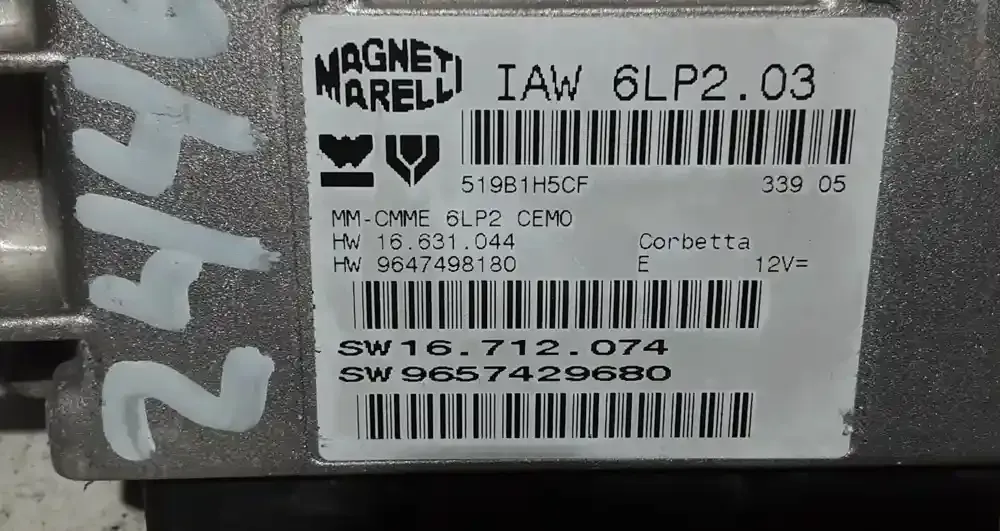 MAGNETI
MARELLI
IAW 6LP2.03
519B1H5CF 339 05
MM-CMME 6LP2 CEMO
HW 16.631.044 Corbetta
HW 9647498180 E 12V=
SW16.712.074
SW9657429680